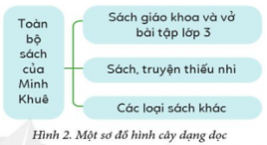 Toàn
bộ
sách
của
Minh
Khuê
Sách giáo khoa và vở
bài tập lớp 3
Sách, truyện thiếu nhi
Các loại sách khác
Hình 2. Một sơ đồ hình cây dạng dọc